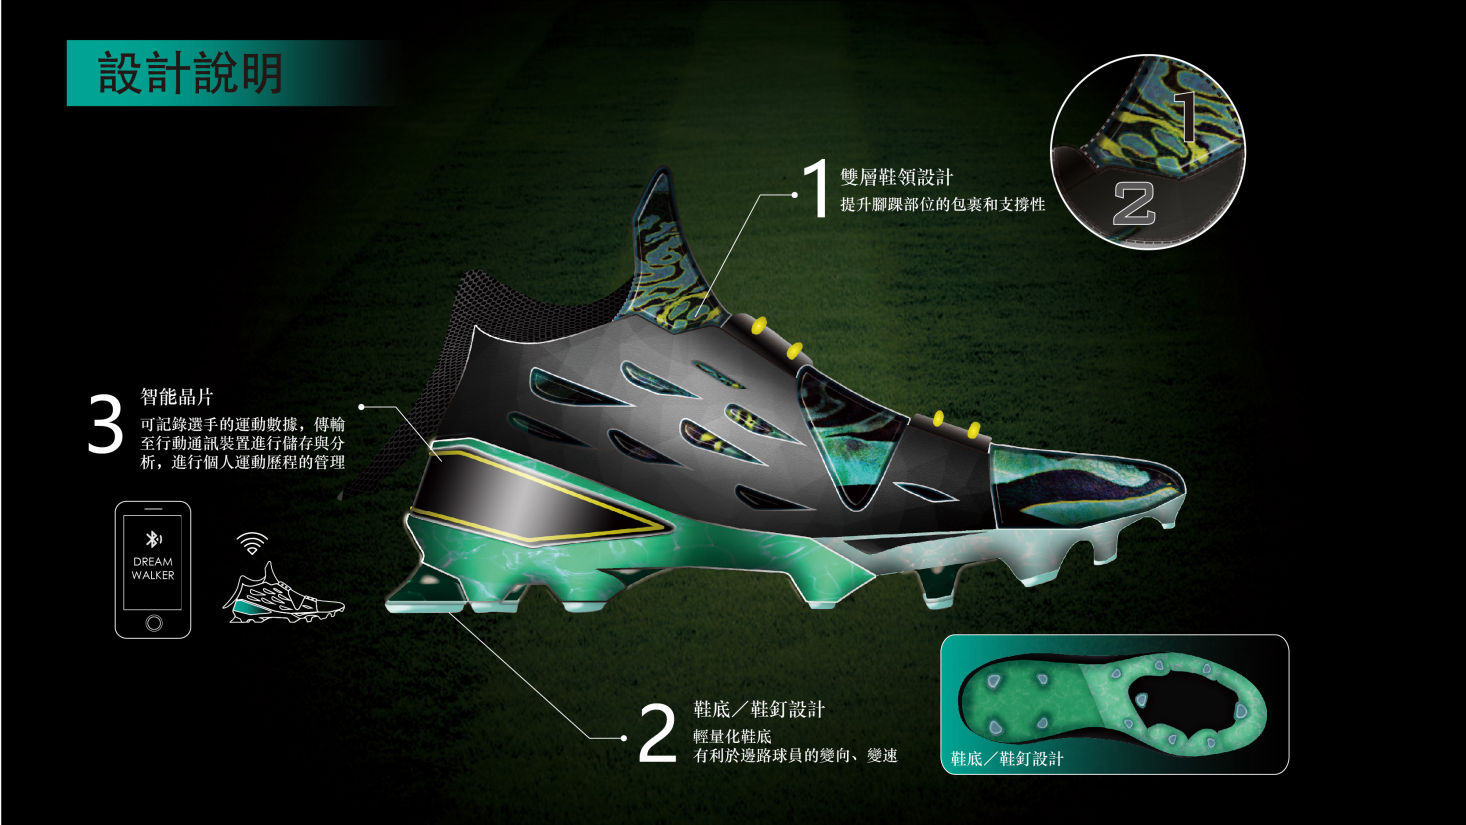 設計說明
1
2
1
雙層鞋領設計
提升腳踝部位的包裹和支撐性
3
智能晶片
可記錄選手的運動數據，傳輸
至行動通訊裝置進行儲存與分
析，進行個人運動歷程的管理
DREAM
WALKER
2
鞋底／鞋釘設計
輕量化鞋底
有利於邊路球員的變向、變速
鞋底／鞋釘設計